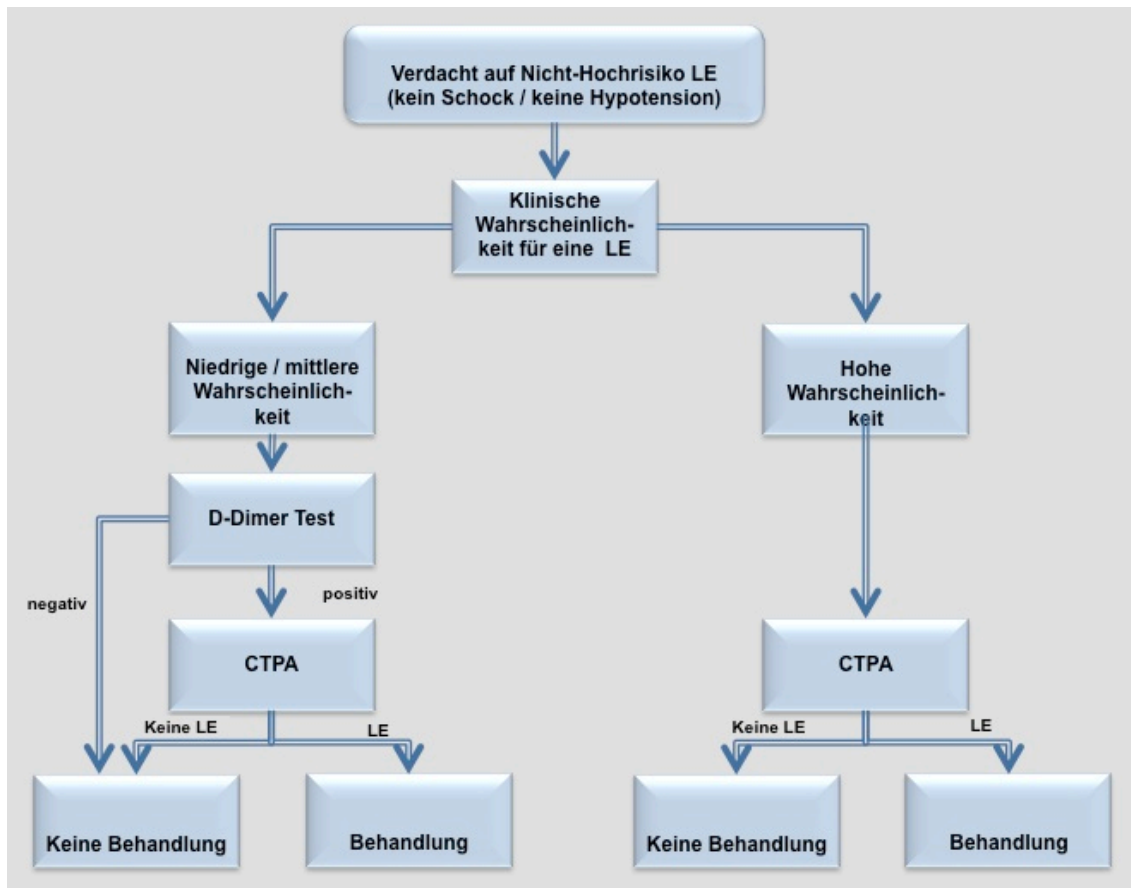 Verdacht auf Nicht-Hochrisiko LE
(kein Schock / keine Hypotension)
Klinische
Wahrscheinlich-
keit für eine LE
Niedrige / mittlere
Wahrscheinlich-
keit
Hohe
Wahrscheinlich-
keit
D-Dimer Test
negativ
positiv
CTPA
CTPA
Keine LE
LE
Keine LE
LE
Keine Behandlung
Behandlung
Keine Behandlung
Behandlung